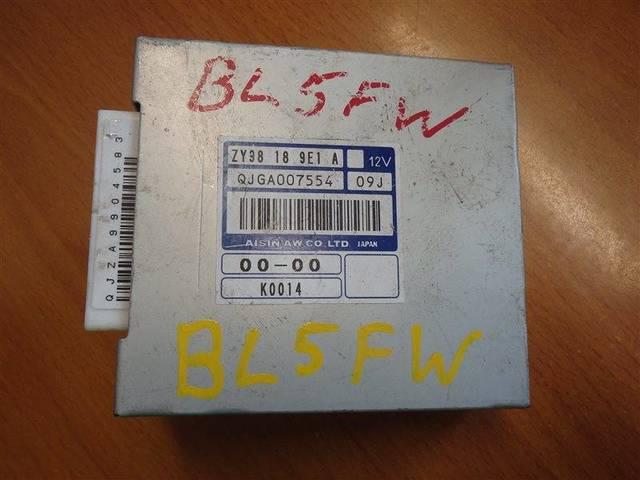 BL5FW
ZY38 18 9E1 A 12V
QJGA007554 09J
AISIN AW CO., LTD JAPAN
00-00
K0014
BL5FW
QJZA9904583